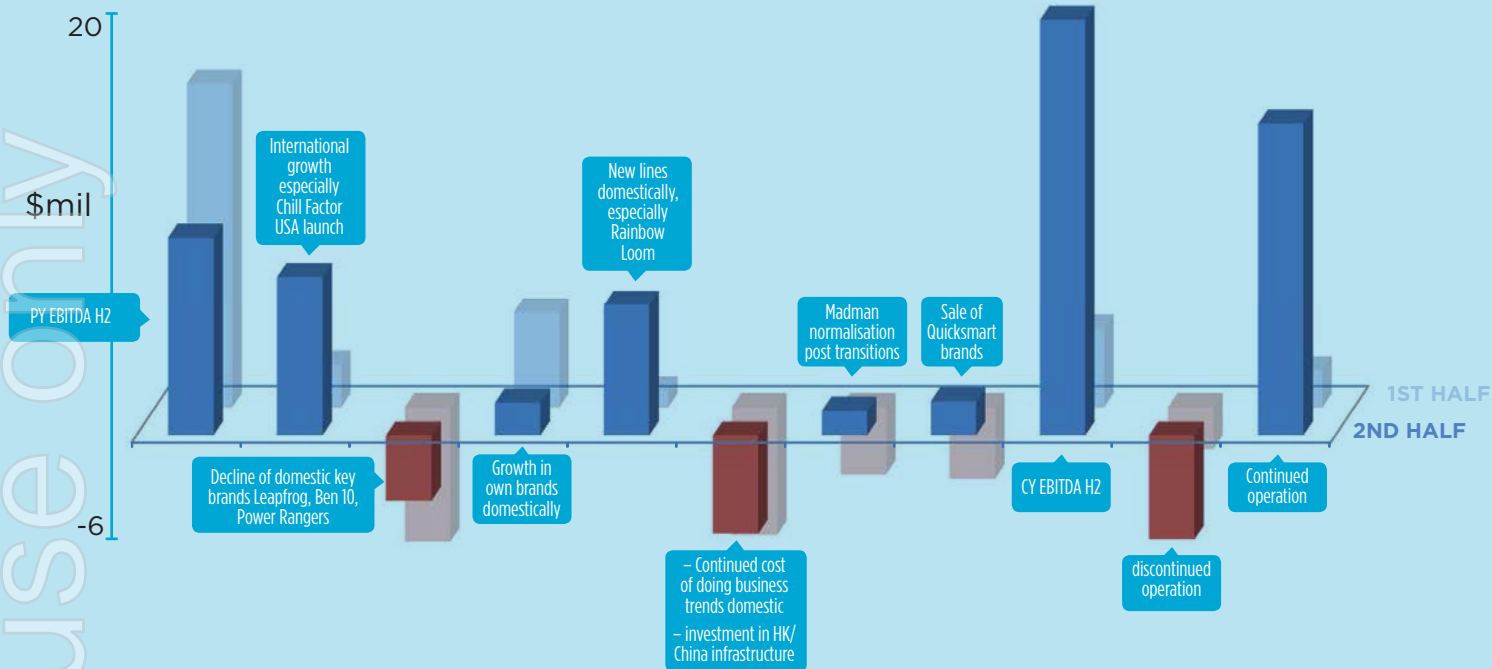 20
$mil
-6
use only
PY EBITDA H2
International
growth
especially
Chill Factor
USA launch
Decline of domestic key
brands Leapfrog, Ben 10,
Power Rangers
Growth in
own brands
domestically
New lines
domestically,
especially
Rainbow
Loom
– Continued cost
of doing business
trends domestic
– investment in HK/
China infrastructure
Madman
normalisation
post transitions
Sale of
Quicksmart
brands
CY EBITDA H2
discontinued
operation
Continued
operation
1ST HALF
2ND HALF